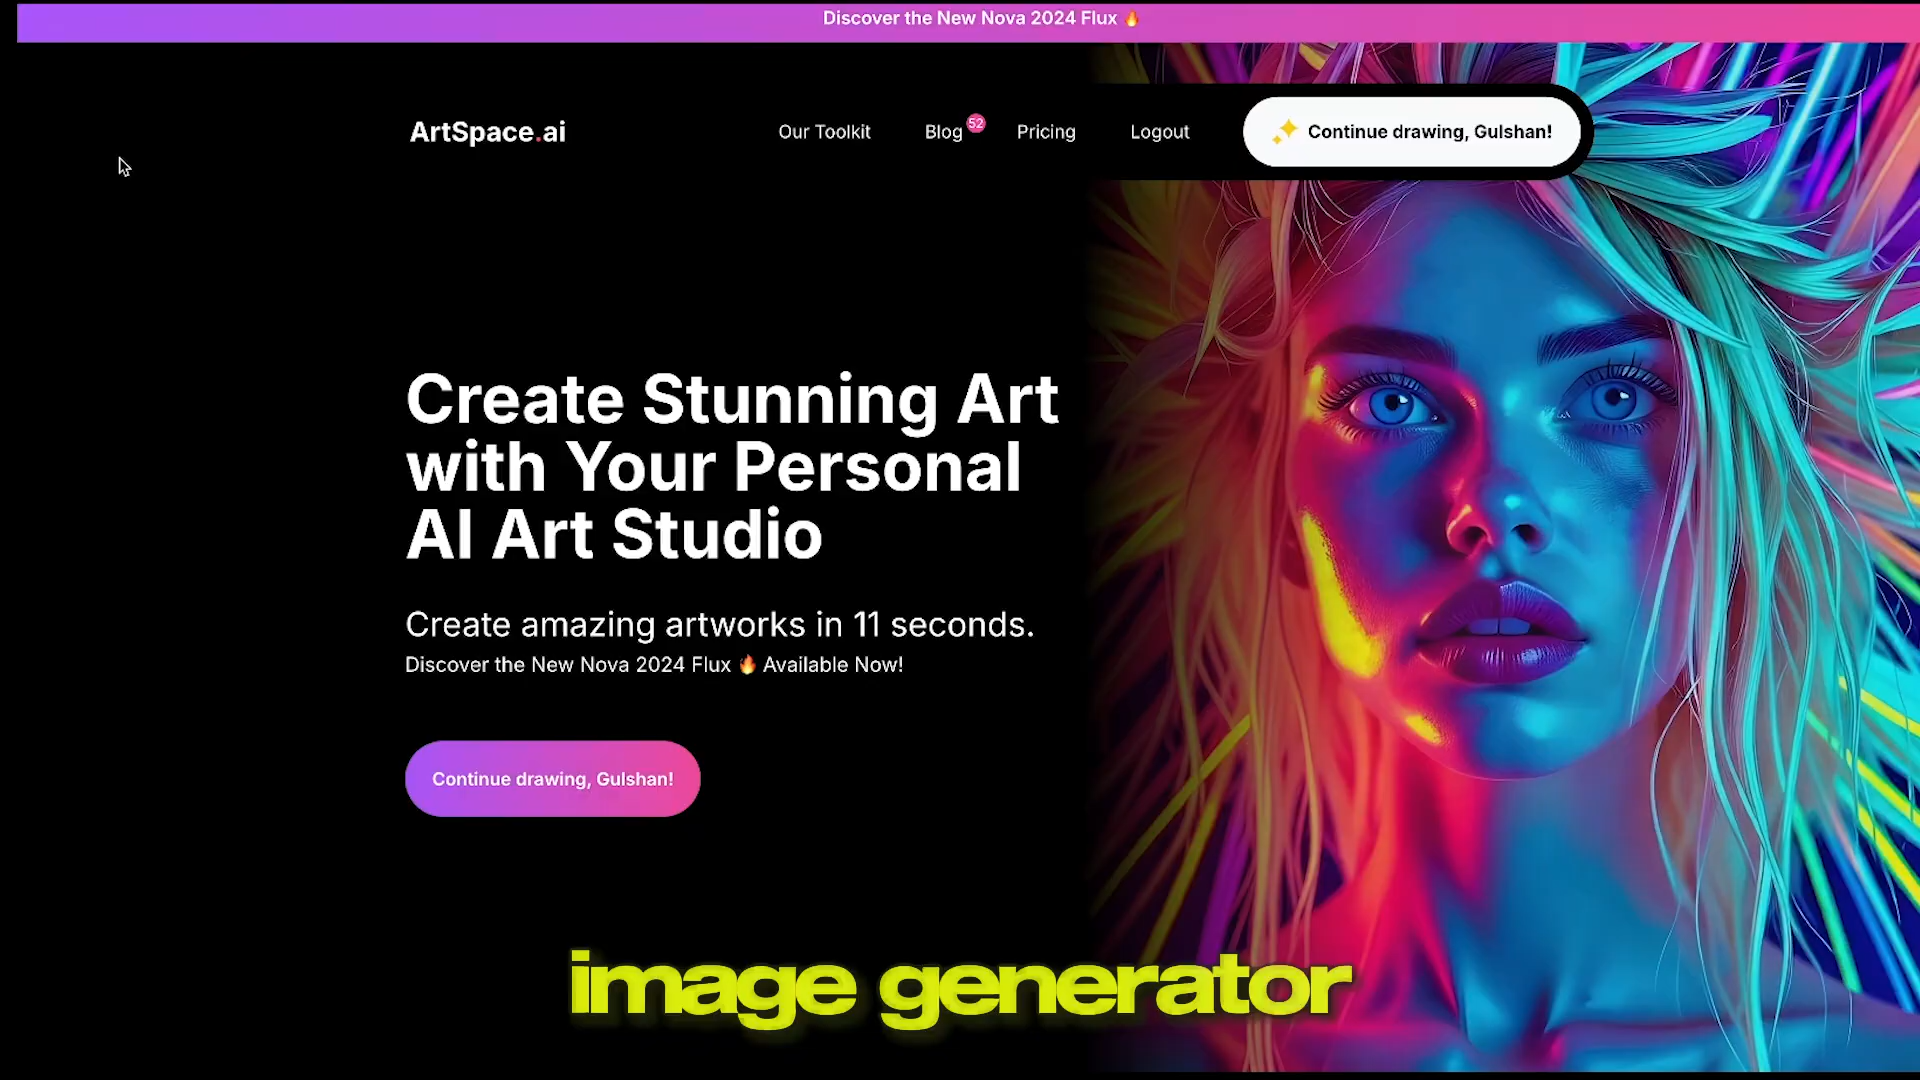 Discover the New Nova 2024 Flux 🔥
ArtSpace.ai
Our Toolkit
Blog 52
Pricing
Logout
Continue drawing, Gulshan!
Create Stunning Art
with Your Personal
AI Art Studio
Create amazing artworks in 11 seconds.
Discover the New Nova 2024 Flux 🔥 Available Now!
Continue drawing, Gulshan!
image generator